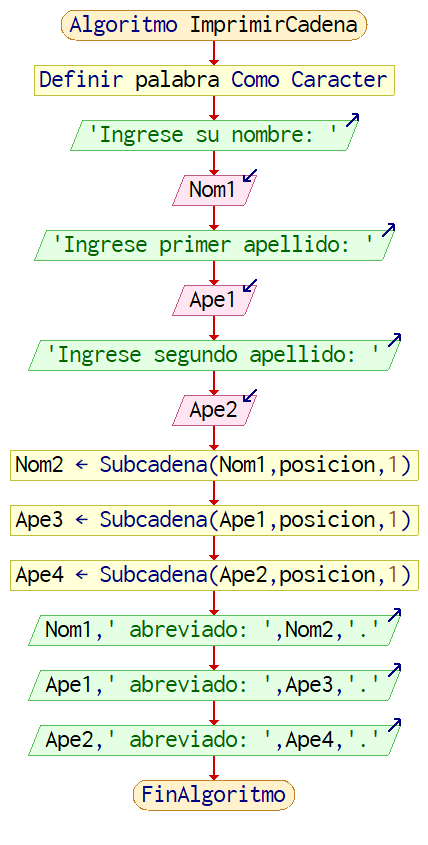 Algoritmo ImprimirCadena
Definir palabra Como Caracter
'Ingrese su nombre: '
Nom1
'Ingrese primer apellido: '
Ape1
'Ingrese segundo apellido: '
Ape2
Nom2 ← Subcadena(Nom1,posicion,1)
Ape3 ← Subcadena(Ape1,posicion,1)
Ape4 ← Subcadena(Ape2,posicion,1)
Nom1,' abreviado: ',Nom2,'.'
Ape1,' abreviado: ',Ape3,'.'
Ape2,' abreviado: ',Ape4,'.'
FinAlgoritmo